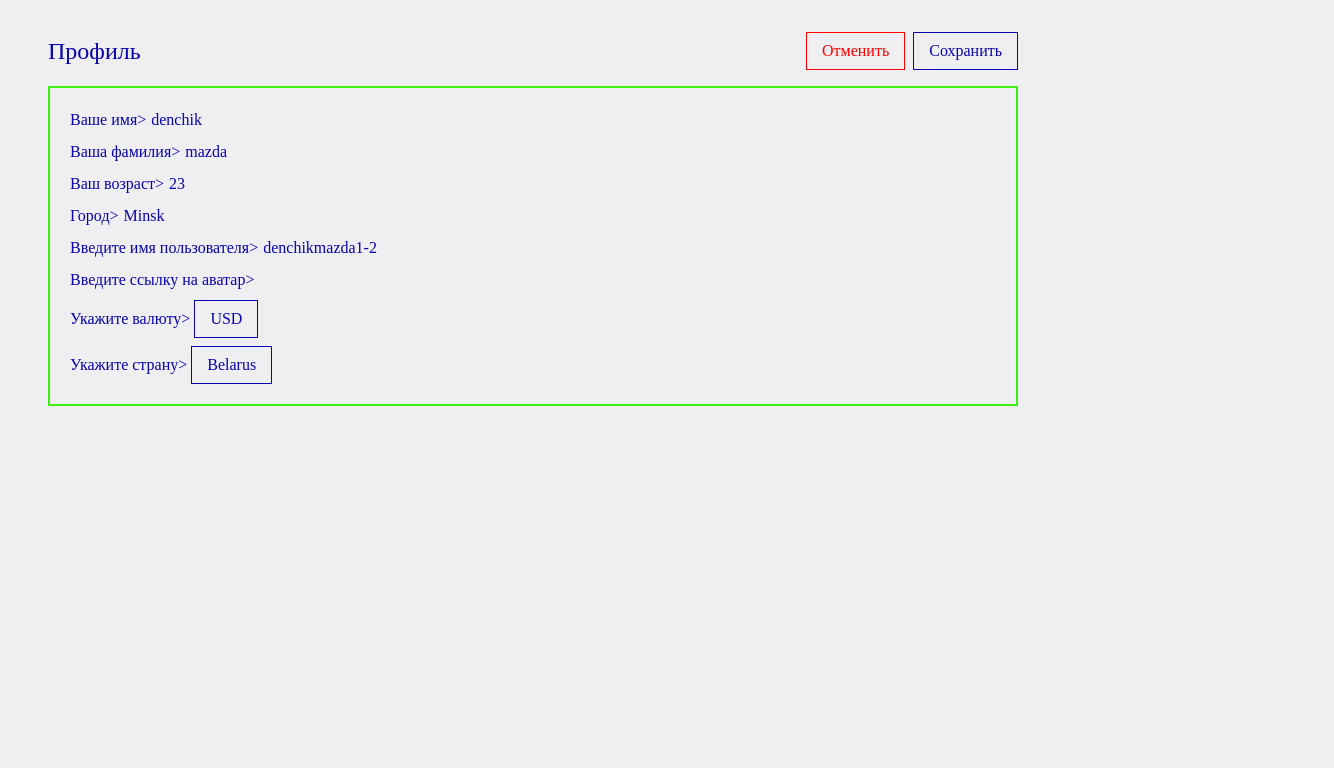 Профиль
Отменить
Сохранить
Ваше имя> denchik
Ваша фамилия> mazda
Ваш возраст> 23
Город> Minsk
Введите имя пользователя> denchikmazda1-2
Введите ссылку на аватар>
Укажите валюту> USD
Укажите страну> Belarus